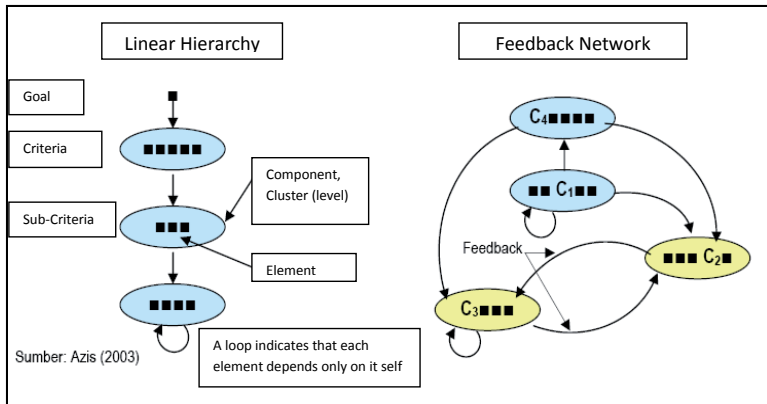 Linear Hierarchy
Feedback Network
Goal
Criteria
Sub-Criteria
Component,
Cluster (level)
Element
A loop indicates that each
element depends only on it self
Sumber: Azis (2003)
C₄
C₁
C₂
C₃
Feedback